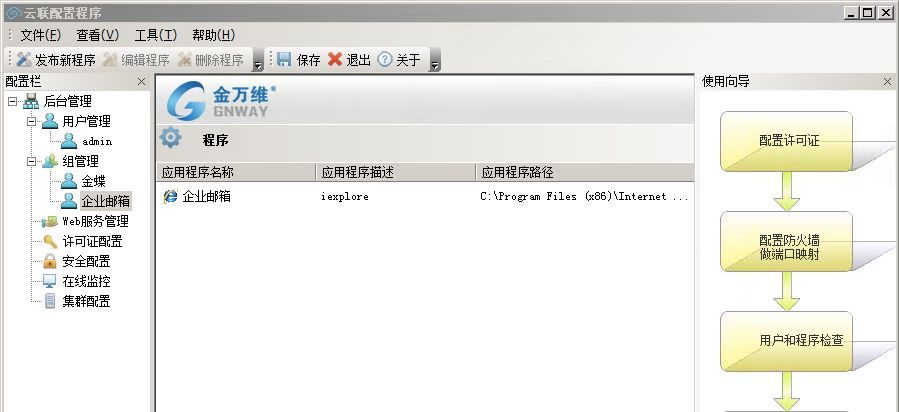 云联配置程序
文件(F) 查看(V) 工具(T) 帮助(H)
发布新程序 编辑程序 删除程序 保存 退出 关于
配置栏
后台管理
用户管理
admin
组管理
金蝶
企业邮箱
Web服务管理
许可证配置
安全配置
在线监控
集群配置
金万维®
GNWAY
程序
应用程序名称 应用程序描述 应用程序路径
企业邮箱 iexplore C:\Program Files (x86)\Internet ...
使用向导
配置许可证
配置防火墙
做端口映射
用户和程序检查